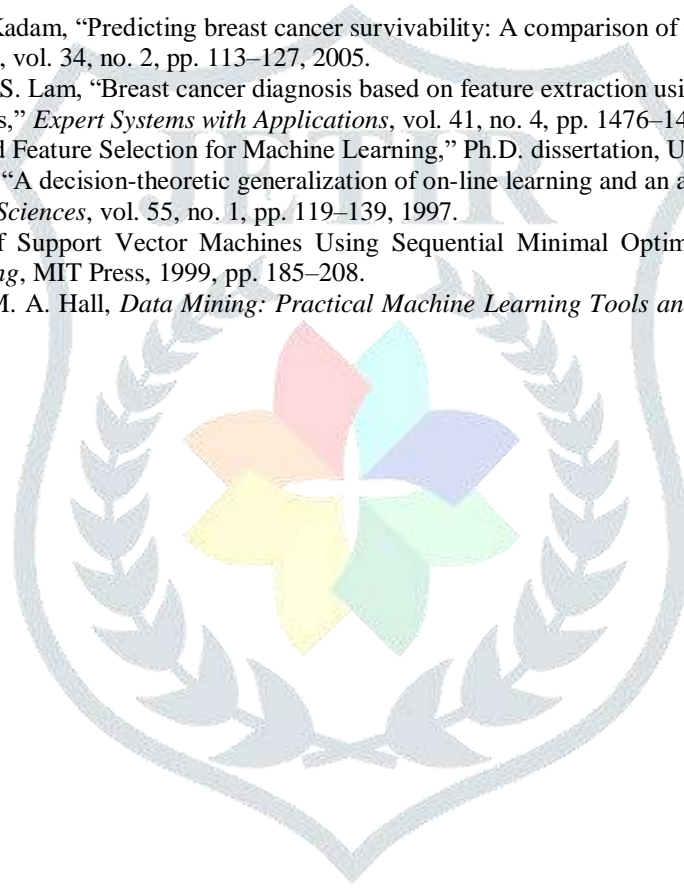 Kadam, “Predicting breast cancer survivability: A comparison of
, vol. 34, no. 2, pp. 113–127, 2005.
S. Lam, “Breast cancer diagnosis based on feature extraction usi
s,” Expert Systems with Applications, vol. 41, no. 4, pp. 1476–14
d Feature Selection for Machine Learning,” Ph.D. dissertation, U
“A decision-theoretic generalization of on-line learning and an a
Sciences, vol. 55, no. 1, pp. 119–139, 1997.
f Support Vector Machines Using Sequential Minimal Optim
ng, MIT Press, 1999, pp. 185–208.
M. A. Hall, Data Mining: Practical Machine Learning Tools an
JETIR